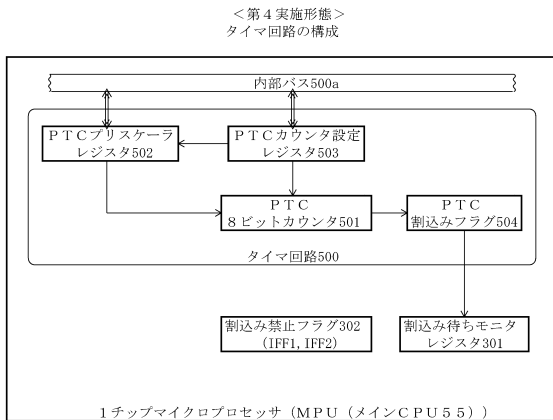 ＜第４実施形態＞
タイマ回路の構成
内部バス500a
ＰＴＣプリスケーラ
レジスタ502
ＰＴＣカウンタ設定
レジスタ503
ＰＴＣ
８ビットカウンタ501
ＰＴＣ
割込みフラグ504
タイマ回路500
割込み禁止フラグ302
(IFF1, IFF2)
割込み待ちモニタ
レジスタ301
１チップマイクロプロセッサ（ＭＰＵ（メインＣＰＵ５５））